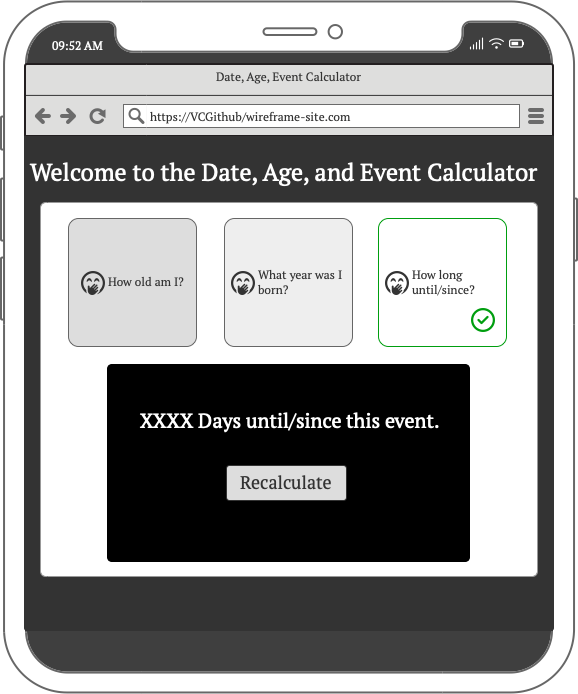 09:52 AM
Date, Age, Event Calculator
https://VCGithub/wireframe-site.com
Welcome to the Date, Age, and Event Calculator
How old am I?
What year was I
born?
How long
until/since?
XXXX Days until/since this event.
Recalculate